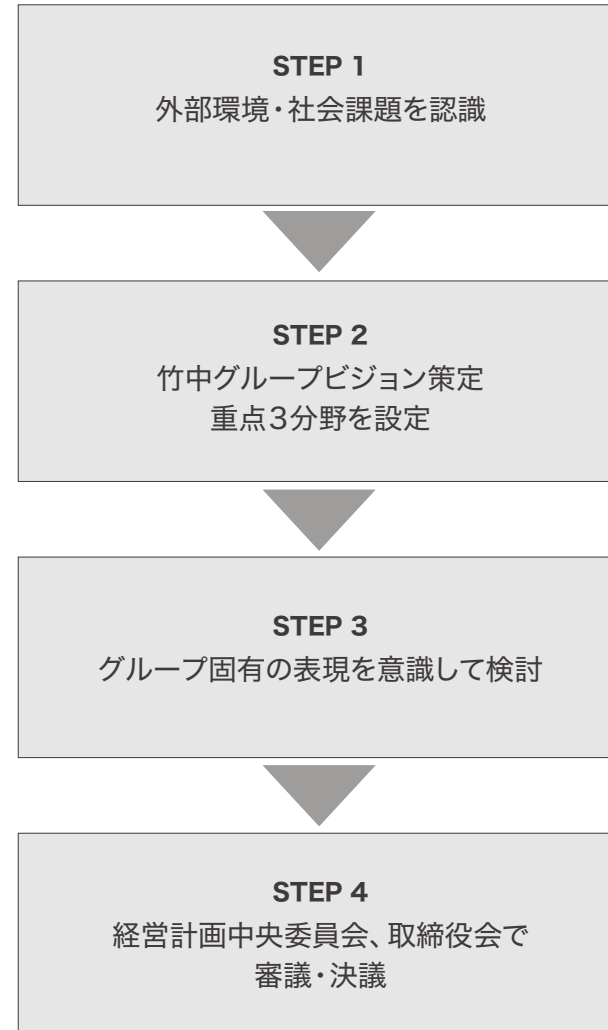 STEP 1
外部環境・社会課題を認識
STEP 2
竹中グループビジョン策定
重点3分野を設定
STEP 3
グループ固有の表現を意識して検討
STEP 4
経営計画中央委員会、取締役会で
審議・決議